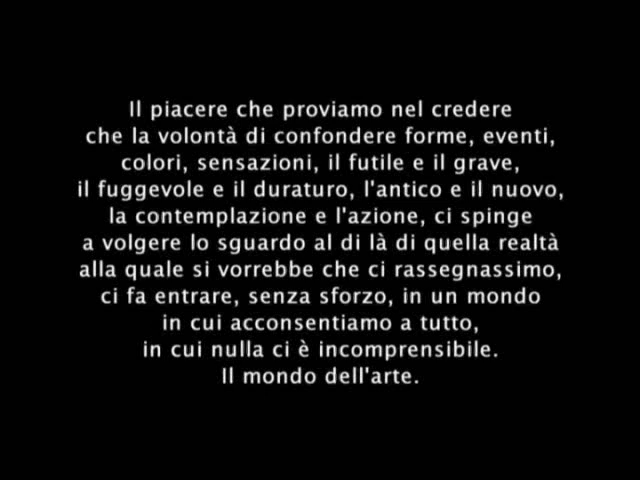 Il piacere che proviamo nel credere
che la volontà di confondere forme, eventi,
colori, sensazioni, il futile e il grave,
il fuggevole e il duraturo, l'antico e il nuovo,
la contemplazione e l'azione, ci spinge
a volgere lo sguardo al di là di quella realtà
alla quale si vorrebbe che ci rassegnassimo,
ci fa entrare, senza sforzo, in un mondo
in cui acconsentiamo a tutto,
in cui nulla ci è incomprensibile.
Il mondo dell'arte.